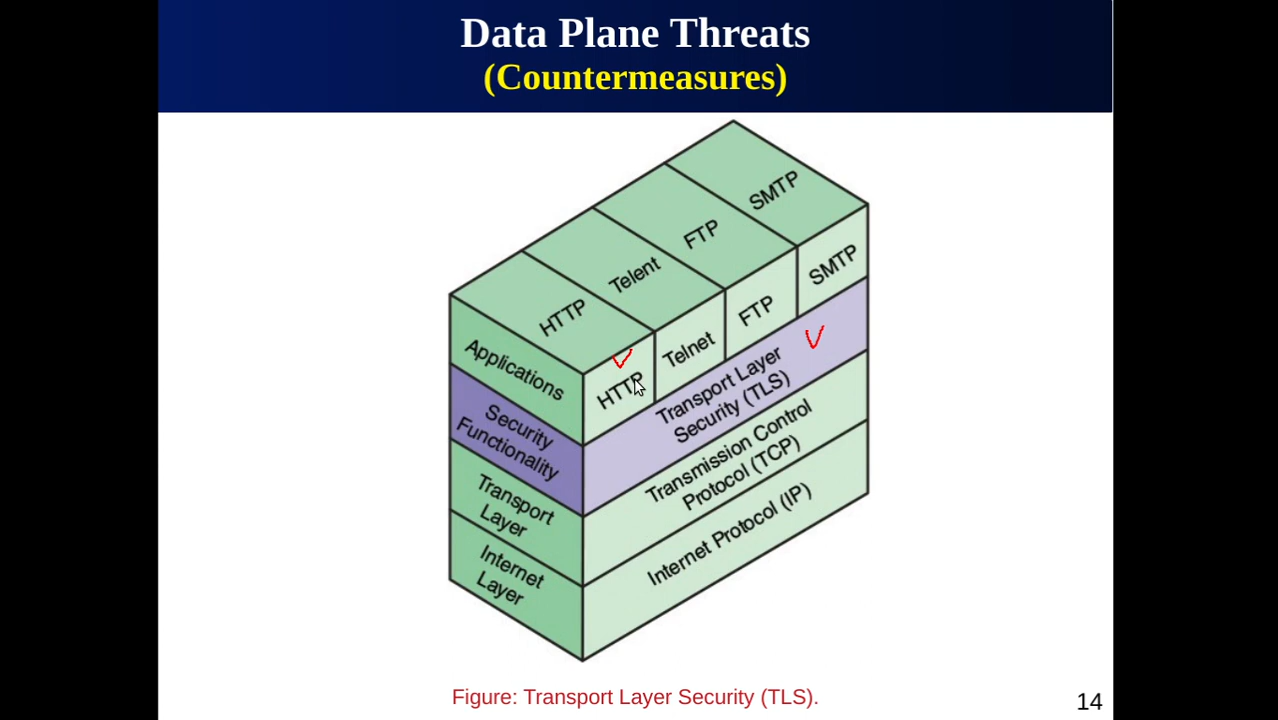 Data Plane Threats
(Countermeasures)
SMTP
FTP
Telent
HTTP
SMTP
FTP
Telnet
HTTP
Applications
Transport Layer
Security (TLS)
Security
Functionality
Transmission Control
Protocol (TCP)
Transport
Layer
Internet Protocol (IP)
Internet
Layer
Figure: Transport Layer Security (TLS).
14